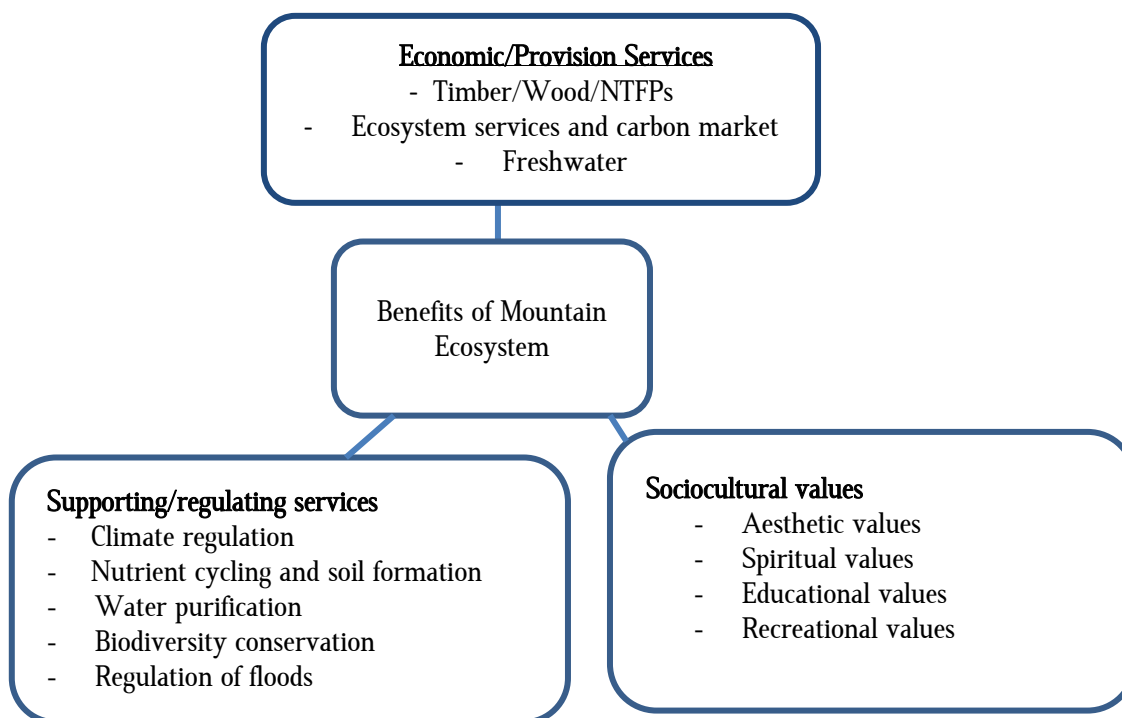 Economic/Provision Services
- Timber/Wood/NTFPs
- Ecosystem services and carbon market
- Freshwater
Benefits of Mountain
Ecosystem
Supporting/regulating services
- Climate regulation
- Nutrient cycling and soil formation
- Water purification
- Biodiversity conservation
- Regulation of floods
Sociocultural values
- Aesthetic values
- Spiritual values
- Educational values
- Recreational values